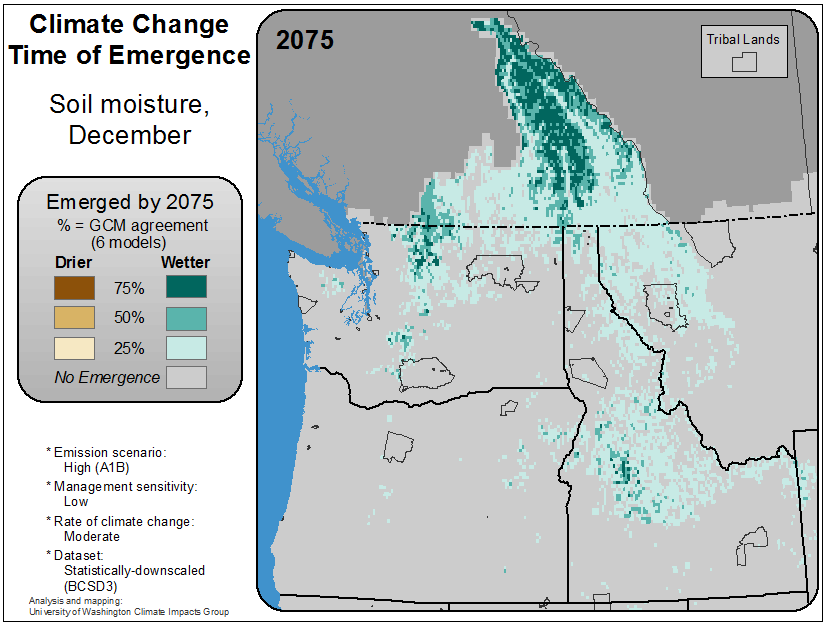 Climate Change
Time of Emergence
Soil moisture,
December
Emerged by 2075
% = GCM agreement
(6 models)
Drier Wetter
75%
50%
25%
No Emergence
* Emission scenario:
High (A1B)
* Management sensitivity:
Low
* Rate of climate change:
Moderate
* Dataset:
Statistically-downscaled
(BCSD3)
Analysis and mapping:
University of Washington Climate Impacts Group
2075
Tribal Lands